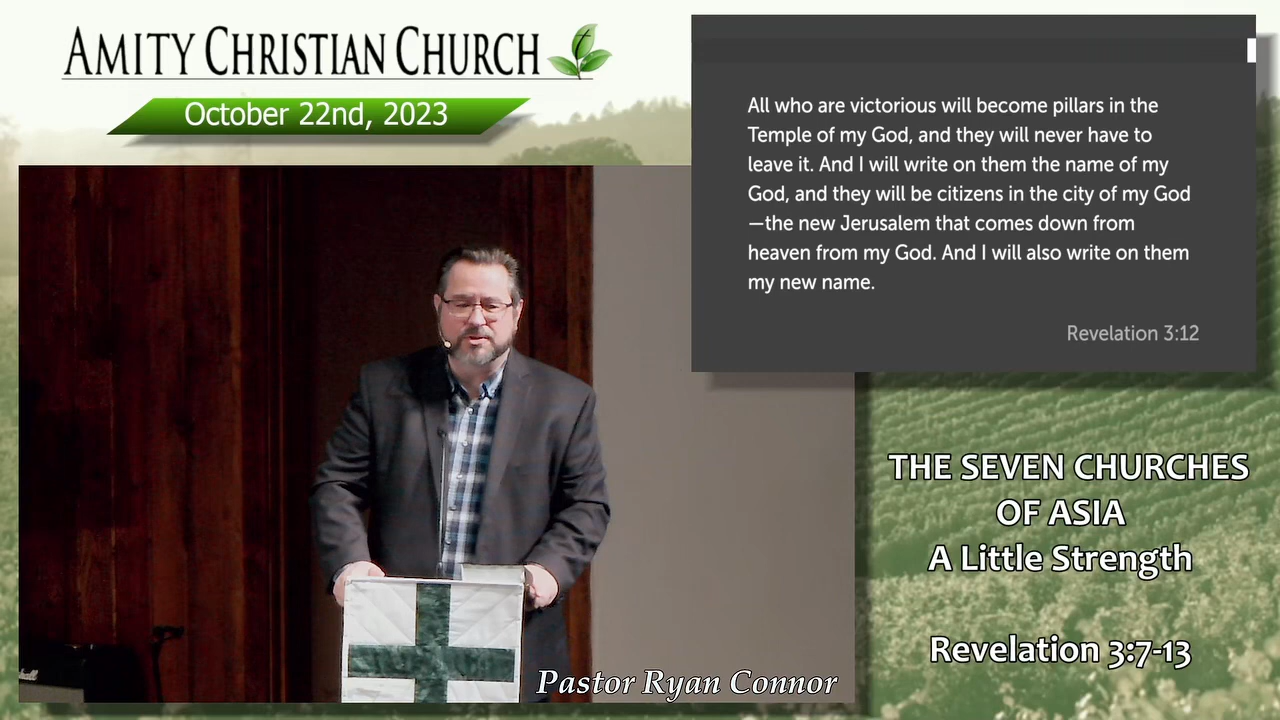 AMITY CHRISTIAN CHURCH
October 22nd, 2023
All who are victorious will become pillars in the
Temple of my God, and they will never have to
leave it. And I will write on them the name of my
God, and they will be citizens in the city of my God
—the new Jerusalem that comes down from
heaven from my God. And I will also write on them
my new name.
Revelation 3:12
THE SEVEN CHURCHES
OF ASIA
A Little Strength
Revelation 3:7-13
Pastor Ryan Connor